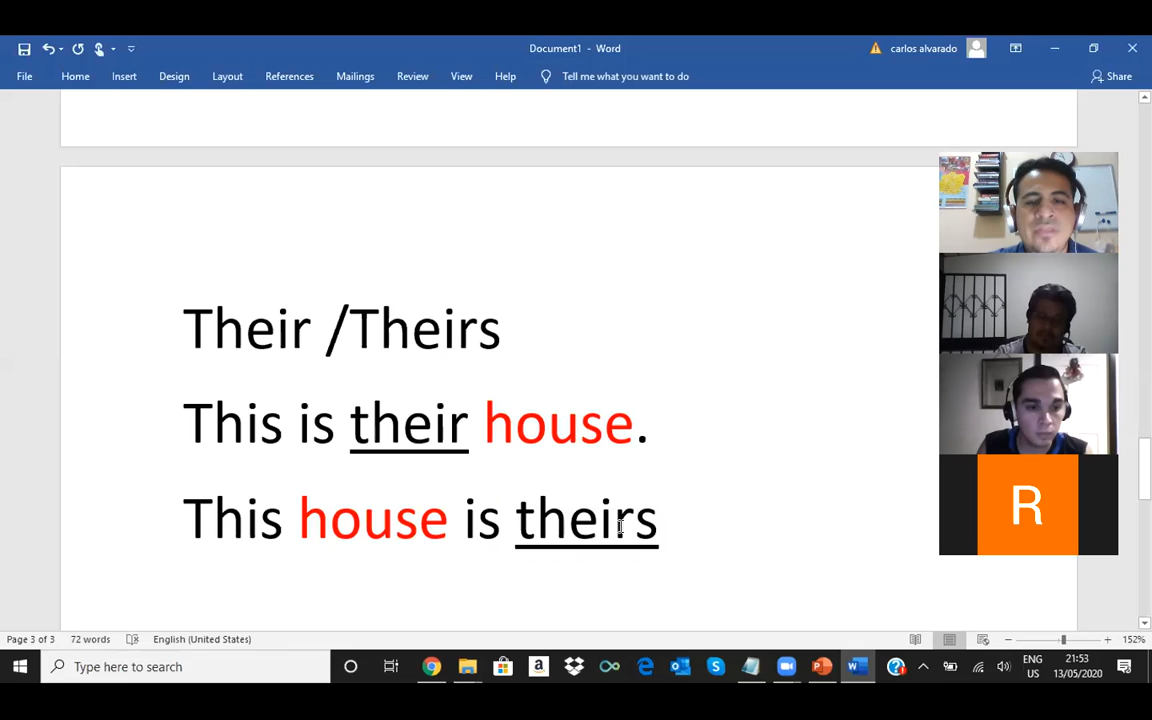 Document1 - Word
carlos alvarado
File Home Insert Design Layout References Mailings Review View Help Tell me what you want to do Share
Their /Theirs
This is their house.
This house is theirs
R
Page 3 of 3 72 words English (United States) 152%
Type here to search
ENG
US
21:53
13/05/2020